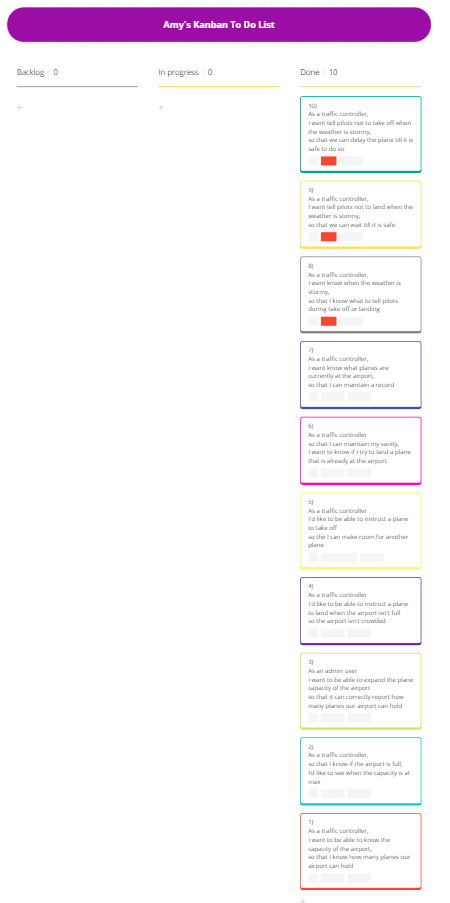 Amy's Kanban To Do List
Backlog | 0
In progress | 0
Done | 10
+
+
10)
As a traffic controller,
I want tell pilots not to take off when
the weather is stormy,
so that we can delay the plane till it is
safe to do so
9)
As a traffic controller,
I want tell pilots not to land when the
weather is stormy,
so that we can wait till it is safe
8)
As a traffic controller,
I want know when the weather is
stormy,
so that I know what to tell pilots
during take off or landing
7)
As a traffic controller,
I want know what planes are
currently at the airport,
so that I can maintain a record
6)
As a traffic controller
so that I can maintain my sanity,
I want to know if I try to land a plane
that is already at the airport
5)
As a traffic controller
I'd like to be able to instruct a plane
to take off
so the I can make room for another
plane
4)
As a traffic controller
I'd like to be able to instruct a plane
to land when the airport isn't full
so the airport isn't crowded
3)
As an admin user
I want to be able to expand the plane
capacity of the airport
so that it can correctly report how
many planes our airport can hold
2)
As a traffic controller,
so that I know if the airport is full,
I'd like to see when the capacity is at
max
1)
As a traffic controller,
I want to be able to know the
capacity of the airport,
so that I know how many planes our
airport can hold
+